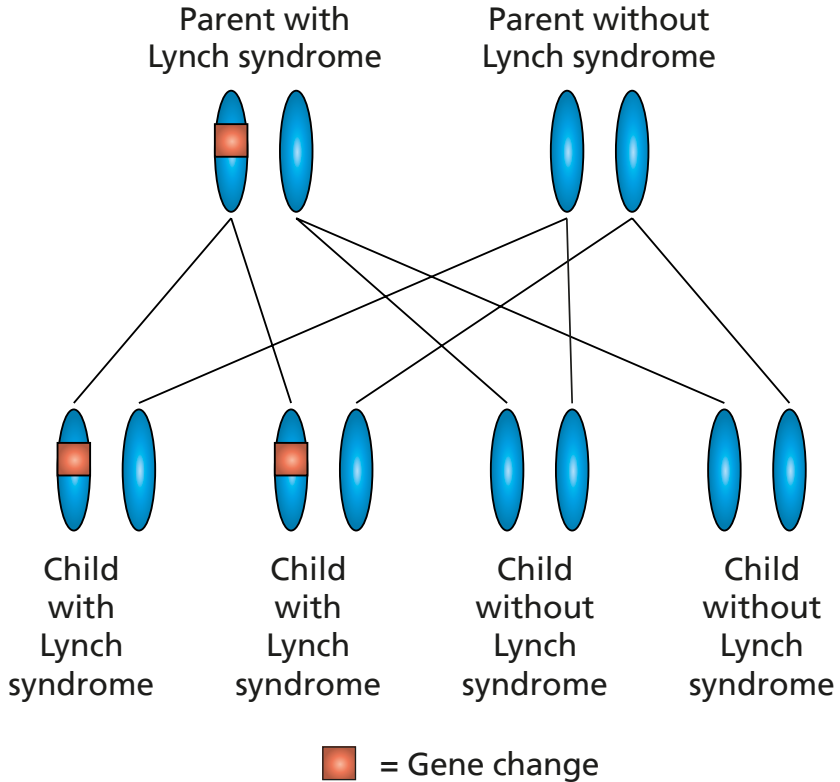 Parent with
Lynch syndrome
Parent without
Lynch syndrome
Child
with
Lynch
syndrome
Child
with
Lynch
syndrome
Child
without
Lynch
syndrome
Child
without
Lynch
syndrome
= Gene change